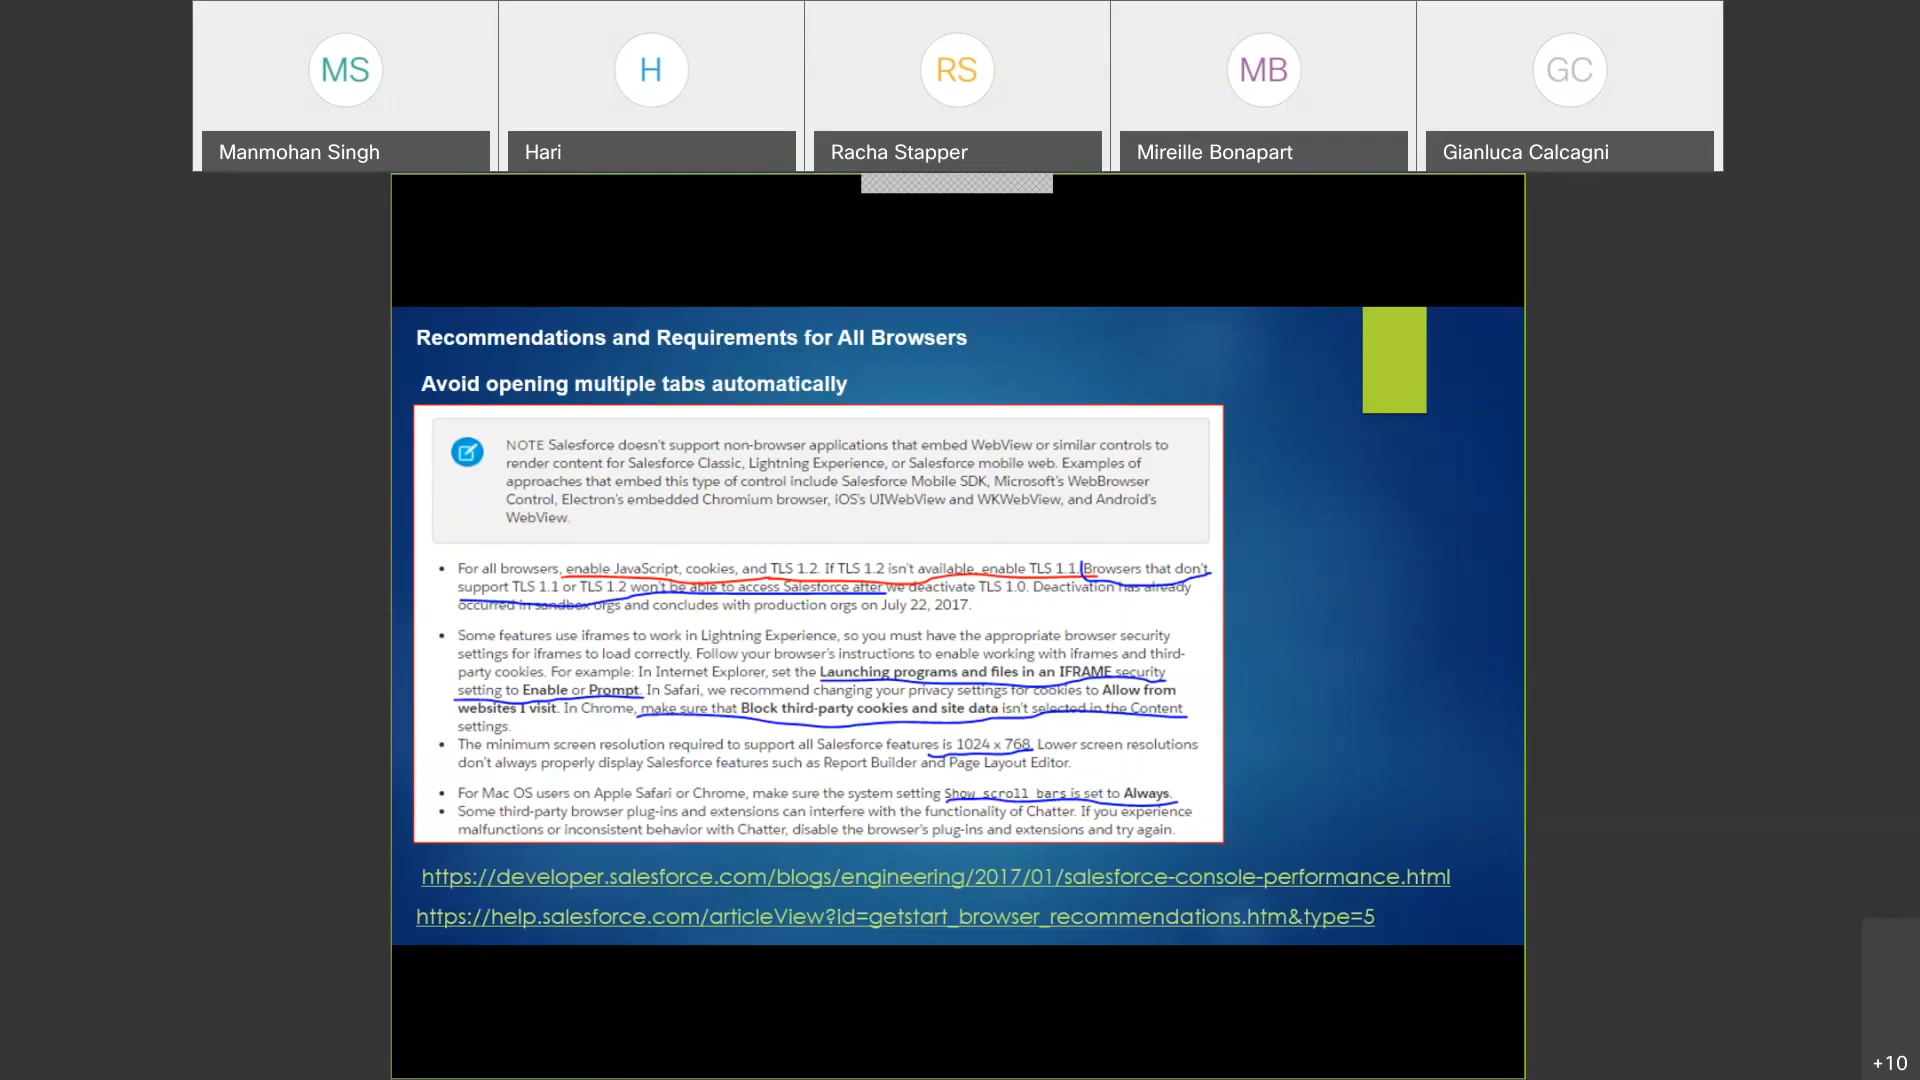 MS
H
RS
MB
GC
Manmohan Singh
Hari
Racha Stapper
Mireille Bonapart
Gianluca Calcagni
Recommendations and Requirements for All Browsers
Avoid opening multiple tabs automatically
NOTE Salesforce doesn't support non-browser applications that embed WebView or similar controls to
render content for Salesforce Classic, Lightning Experience, or Salesforce mobile web. Examples of
approaches that embed this type of control include Salesforce Mobile SDK, Microsoft's WebBrowser
Control, Electron's embedded Chromium browser, iOS's UIWebView and WKWebView, and Android's
WebView.
• For all browsers, enable JavaScript, cookies, and TLS 1.2. If TLS 1.2 isn't available, enable TLS 1.1. Browsers that don't
support TLS 1.1 or TLS 1.2 won't be able to access Salesforce after we deactivate TLS 1.0. Deactivation has already
occurred in sandbox orgs and concludes with production orgs on July 22, 2017.
• Some features use iframes to work in Lightning Experience, so you must have the appropriate browser security
settings for iframes to load correctly. Follow your browser's instructions to enable working with iframes and third-
party cookies. For example: In Internet Explorer, set the Launching programs and files in an IFRAME security
setting to Enable or Prompt. In Safari, we recommend changing your privacy settings for cookies to Allow from
websites I visit. In Chrome, make sure that Block third-party cookies and site data isn't selected in the Content
settings.
• The minimum screen resolution required to support all Salesforce features is 1024 x 768. Lower screen resolutions
don't always properly display Salesforce features such as Report Builder and Page Layout Editor.
• For Mac OS users on Apple Safari or Chrome, make sure the system setting Show scroll bars is set to Always.
• Some third-party browser plug-ins and extensions can interfere with the functionality of Chatter. If you experience
malfunctions or inconsistent behavior with Chatter, disable the browser's plug-ins and extensions and try again.
https://developer.salesforce.com/blogs/engineering/2017/01/salesforce-console-performance.html
https://help.salesforce.com/articleView?id=getstart_browser_recommendations.htm&type=5
+10